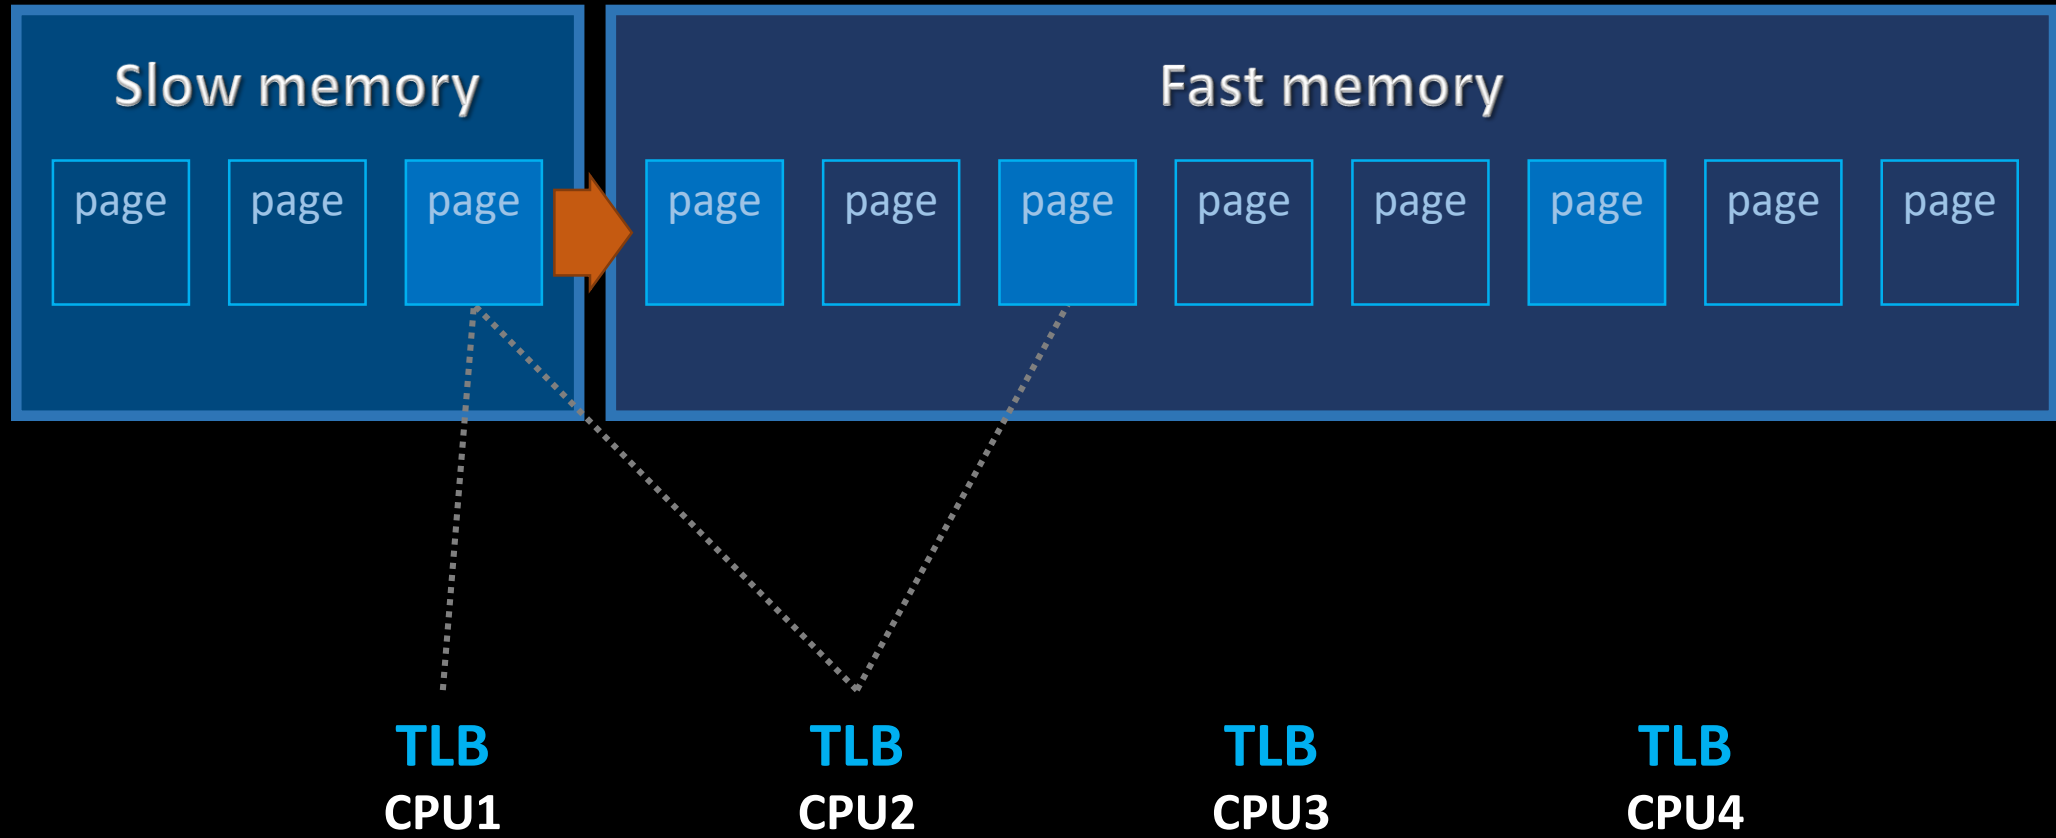 Slow memory
Fast memory
page page page page page page page page page page page
TLB TLB TLB TLB
CPU1 CPU2 CPU3 CPU4